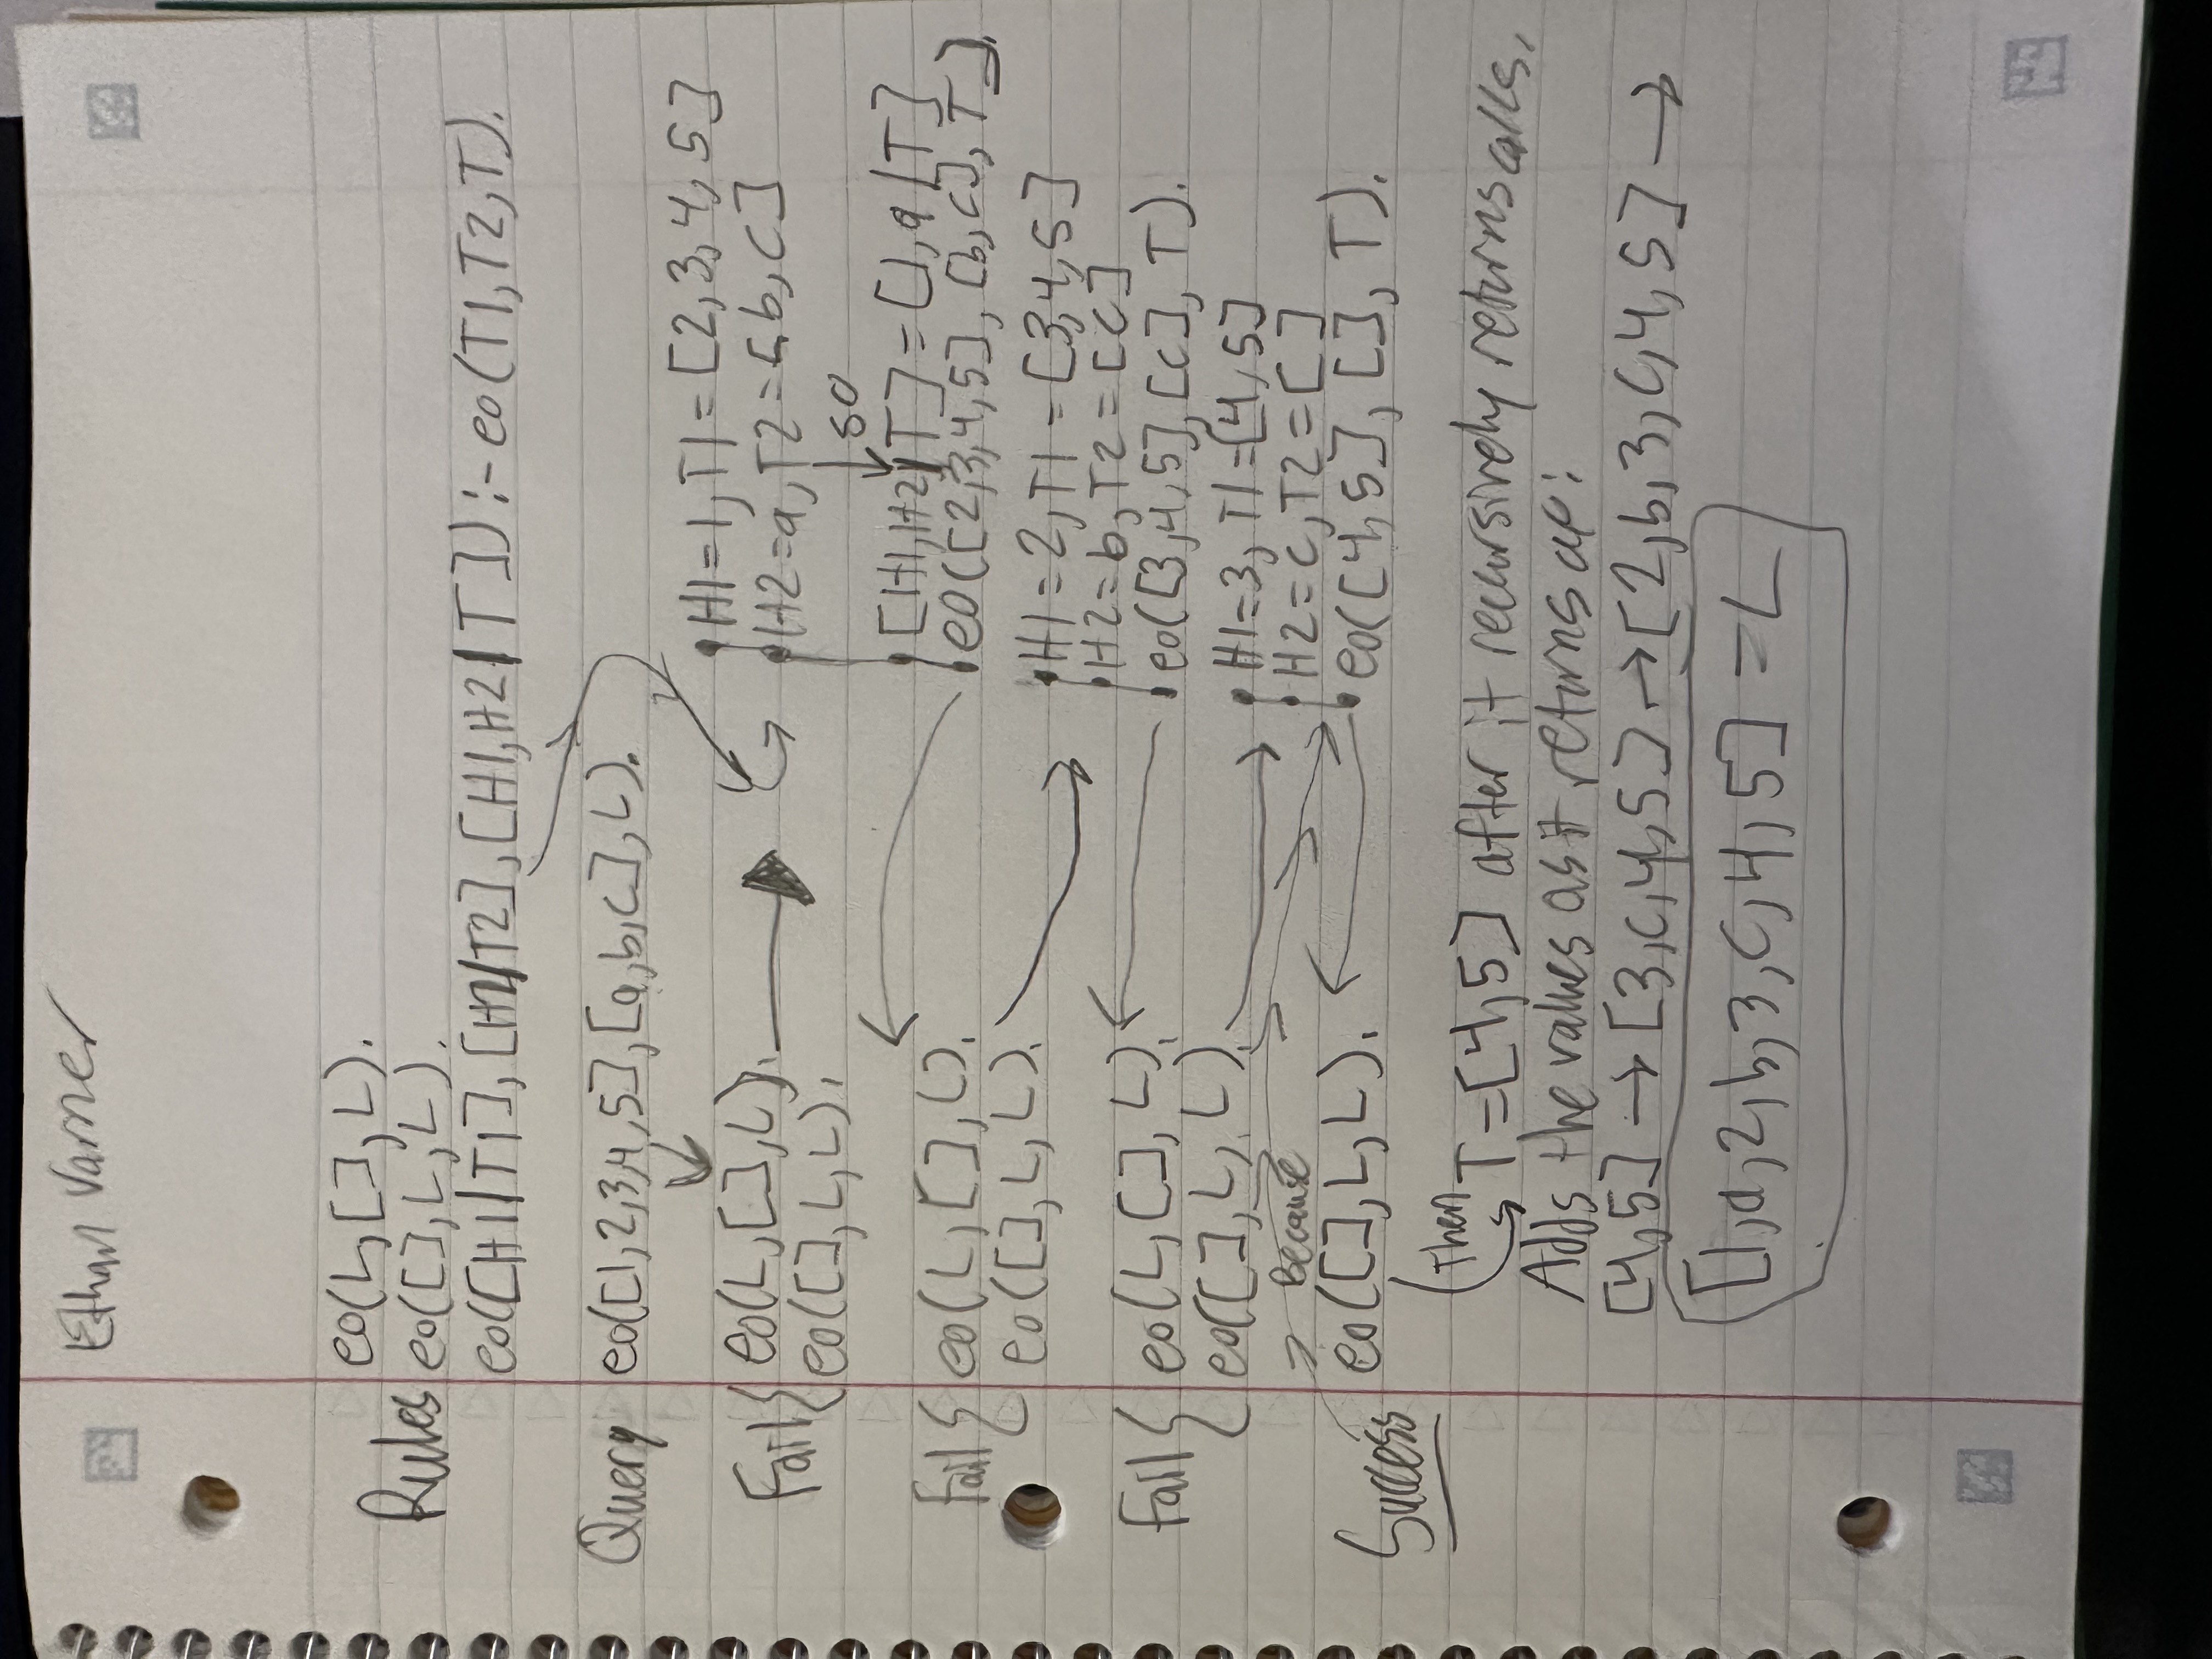 Ethan Varner
eo(L,[],L).
Rules eo([],L,L).
eo([H1|T1],[H2|T2],[H1,H2|T]):-eo(T1,T2,T).
Query eo([1,2,3,4,5],[a,b,c],L).
H1=1,T1=[2,3,4,5]
Fail{ eo(L,[],L).
H2=a,T2=[b,c]
eo([],L,L).
so
[H1,H2|T]=[1,a|T]
Fail{ eo(L,[],L).
eo([2,3,4,5],[b,c],T).
eo([],L,L).
H1=2,T1=[3,4,5]
H2=b,T2=[c]
Fail{ eo(L,[],L).
eo([3,4,5],[c],T).
eo([],L,L).
H1=3,T1=[4,5]
Because
H2=c,T2=[]
Success eo([],L,L).
eo([4,5],[],T).
Then T=[4,5] after it recursively returns calls.
Adds the values as it returns up:
[4,5]→[3,c,4,5]→[2,b,3,c,4,5]→
[1,a,2,b,3,c,4,5]=L